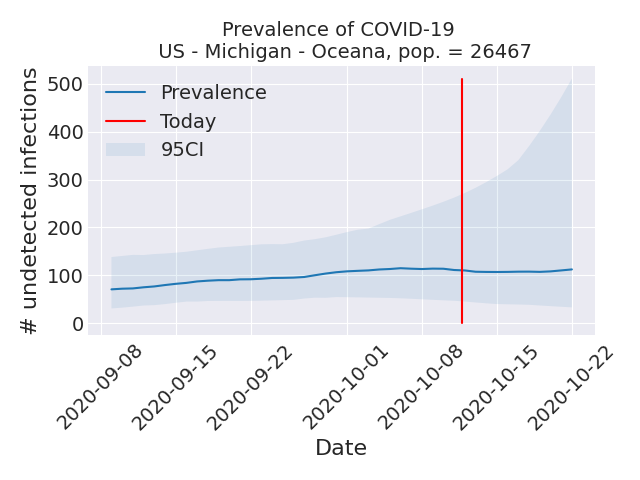 Prevalence of COVID-19
US - Michigan - Oceana, pop. = 26467
# undetected infections
500
400
300
200
100
0
Prevalence
Today
95CI
2020-09-08
2020-09-15
2020-09-22
2020-10-01
2020-10-08
2020-10-15
2020-10-22
Date